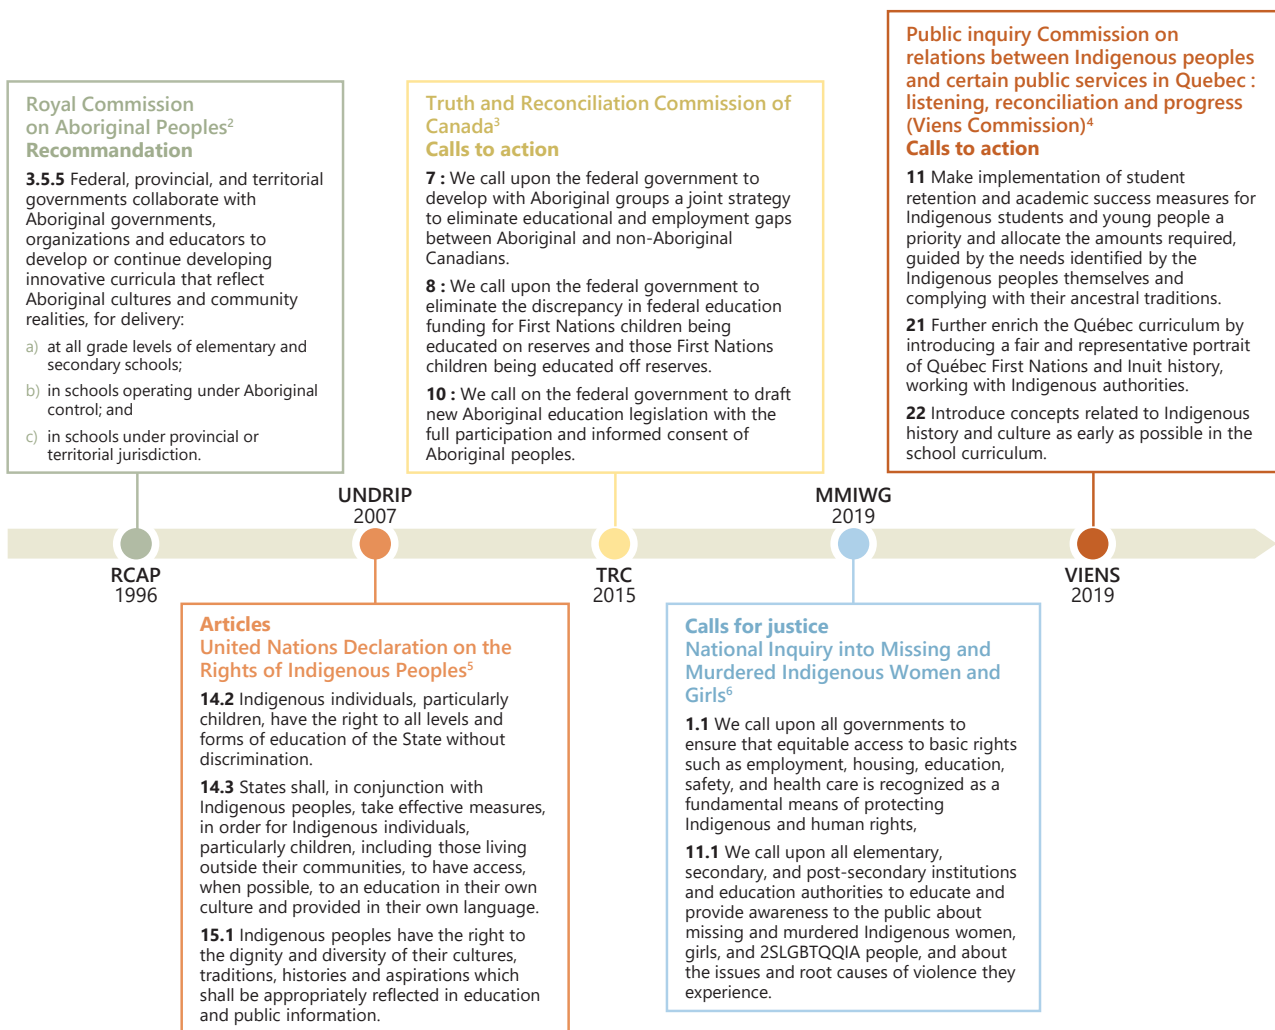 Royal Commission
on Aboriginal Peoples2
Recommandation
3.5.5 Federal, provincial, and territorial
governments collaborate with
Aboriginal governments,
organizations and educators to
develop or continue developing
innovative curricula that reflect
Aboriginal cultures and community
realities, for delivery:
a) at all grade levels of elementary and
secondary schools;
b) in schools operating under Aboriginal
control; and
c) in schools under provincial or
territorial jurisdiction.
Truth and Reconciliation Commission of
Canada3
Calls to action
7 : We call upon the federal government to
develop with Aboriginal groups a joint strategy
to eliminate educational and employment gaps
between Aboriginal and non-Aboriginal
Canadians.
8 : We call upon the federal government to
eliminate the discrepancy in federal education
funding for First Nations children being
educated on reserves and those First Nations
children being educated off reserves.
10 : We call on the federal government to draft
new Aboriginal education legislation with the
full participation and informed consent of
Aboriginal peoples.
Public inquiry Commission on
relations between Indigenous peoples
and certain public services in Quebec :
listening, reconciliation and progress
(Viens Commission)4
Calls to action
11 Make implementation of student
retention and academic success measures for
Indigenous students and young people a
priority and allocate the amounts required,
guided by the needs identified by the
Indigenous peoples themselves and
complying with their ancestral traditions.
21 Further enrich the Québec curriculum by
introducing a fair and representative portrait
of Québec First Nations and Inuit history,
working with Indigenous authorities.
22 Introduce concepts related to Indigenous
history and culture as early as possible in the
school curriculum.
UNDRIP
2007
MMIWG
2019
RCAP
1996
TRC
2015
VIENS
2019
Articles
United Nations Declaration on the
Rights of Indigenous Peoples5
14.2 Indigenous individuals, particularly
children, have the right to all levels and
forms of education of the State without
discrimination.
14.3 States shall, in conjunction with
Indigenous peoples, take effective measures,
in order for Indigenous individuals,
particularly children, including those living
outside their communities, to have access,
when possible, to an education in their own
culture and provided in their own language.
15.1 Indigenous peoples have the right to
the dignity and diversity of their cultures,
traditions, histories and aspirations which
shall be appropriately reflected in education
and public information.
Calls for justice
National Inquiry into Missing and
Murdered Indigenous Women and
Girls6
1.1 We call upon all governments to
ensure that equitable access to basic rights
such as employment, housing, education,
safety, and health care is recognized as a
fundamental means of protecting
Indigenous and human rights,
11.1 We call upon all elementary,
secondary, and post-secondary institutions
and education authorities to educate and
provide awareness to the public about
missing and murdered Indigenous women,
girls, and 2SLGBTQQIA people, and about
the issues and root causes of violence they
experience.